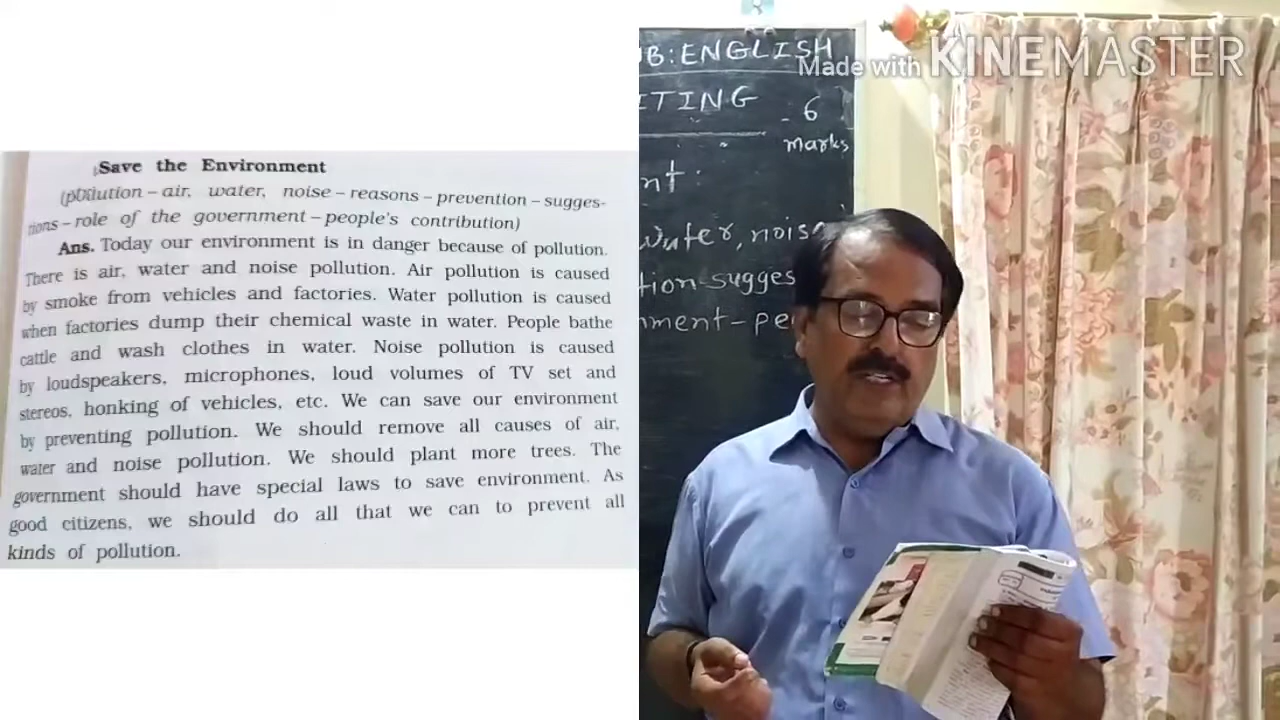 Save the Environment
(pollution – air, water, noise – reasons – prevention – sugges-
tions – role of the government – people's contribution)
Ans. Today our environment is in danger because of pollution.
There is air, water and noise pollution. Air pollution is caused
by smoke from vehicles and factories. Water pollution is caused
when factories dump their chemical waste in water. People bathe
cattle and wash clothes in water. Noise pollution is caused
by loudspeakers, microphones, loud volumes of TV set and
stereos, honking of vehicles, etc. We can save our environment
by preventing pollution. We should remove all causes of air,
water and noise pollution. We should plant more trees. The
government should have special laws to save environment. As
good citizens, we should do all that we can to prevent all
kinds of pollution.
UB: ENGLISH
ITING - 6
marks
nt:
Water, noise
tion-sugges
nment - pe
Made with KINEMASTER